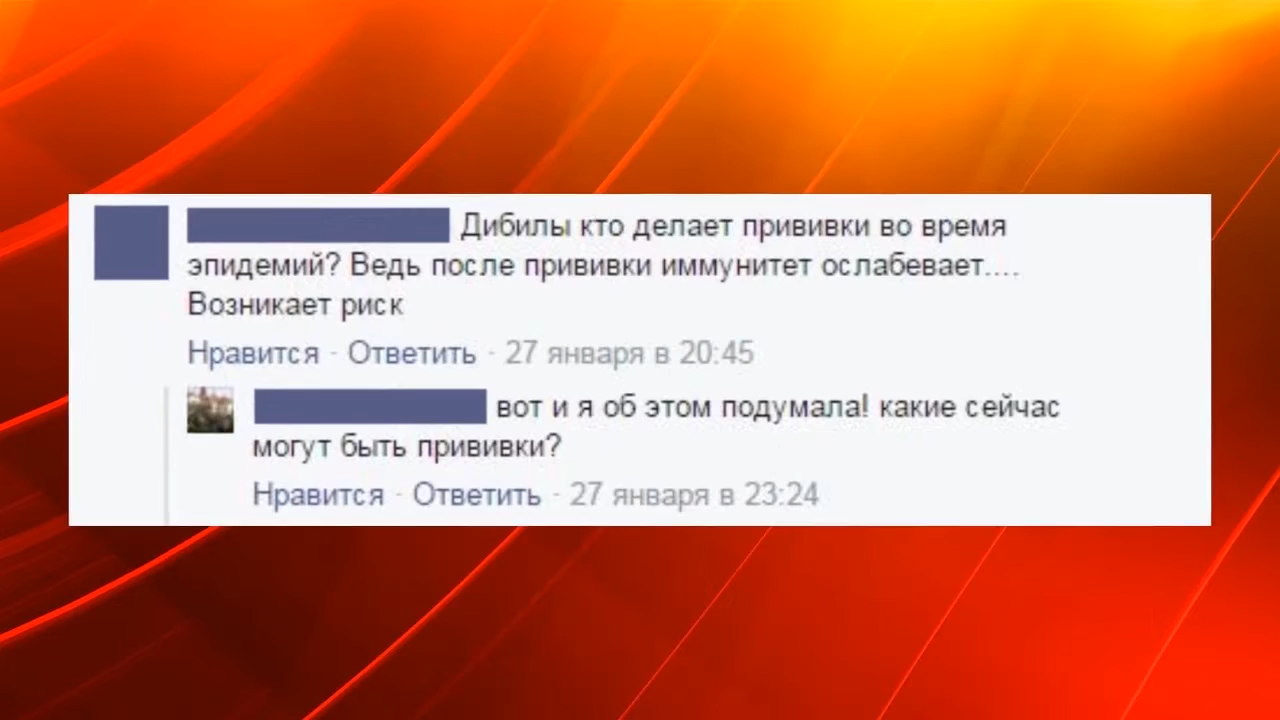 Дибилы кто делает прививки во время
эпидемий? Ведь после прививки иммунитет ослабевает....
Возникает риск
Нравится · Ответить · 27 января в 20:45
вот и я об этом подумала! какие сейчас
могут быть прививки?
Нравится · Ответить · 27 января в 23:24